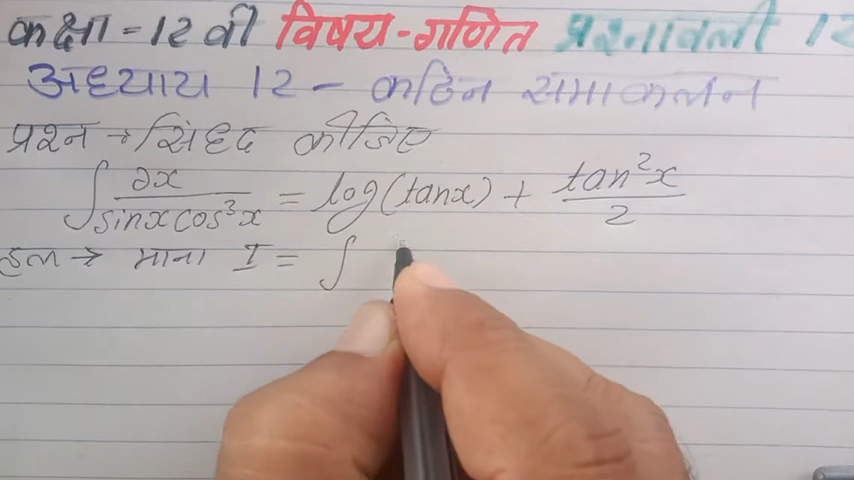 कक्षा = 12 वी विषय - गणित प्रश्नावली 12
अध्याय 12 - कठिन समाकलन
प्रश्न → सिध्द कीजिए
∫ ∂x / sinx cos³x = log(tanx) + tan²x / 2
हल → माना I = ∫